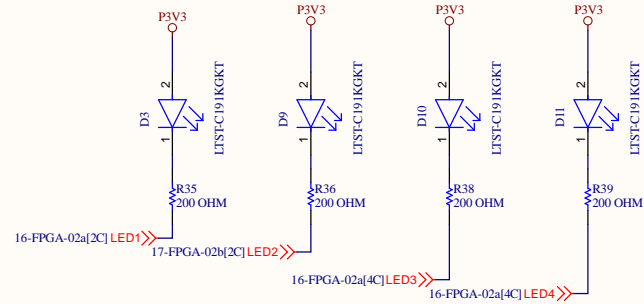 P3V3
P3V3
P3V3
P3V3
2
2
2
2
D3
LTST-C191KGKT
D9
LTST-C191KGKT
D10
LTST-C191KGKT
D11
LTST-C191KGKT
1
1
1
1
R35
200 OHM
R36
200 OHM
R38
200 OHM
R39
200 OHM
16-FPGA-02a[2C] LED1
17-FPGA-02b[2C] LED2
16-FPGA-02a[4C] LED3
16-FPGA-02a[4C] LED4